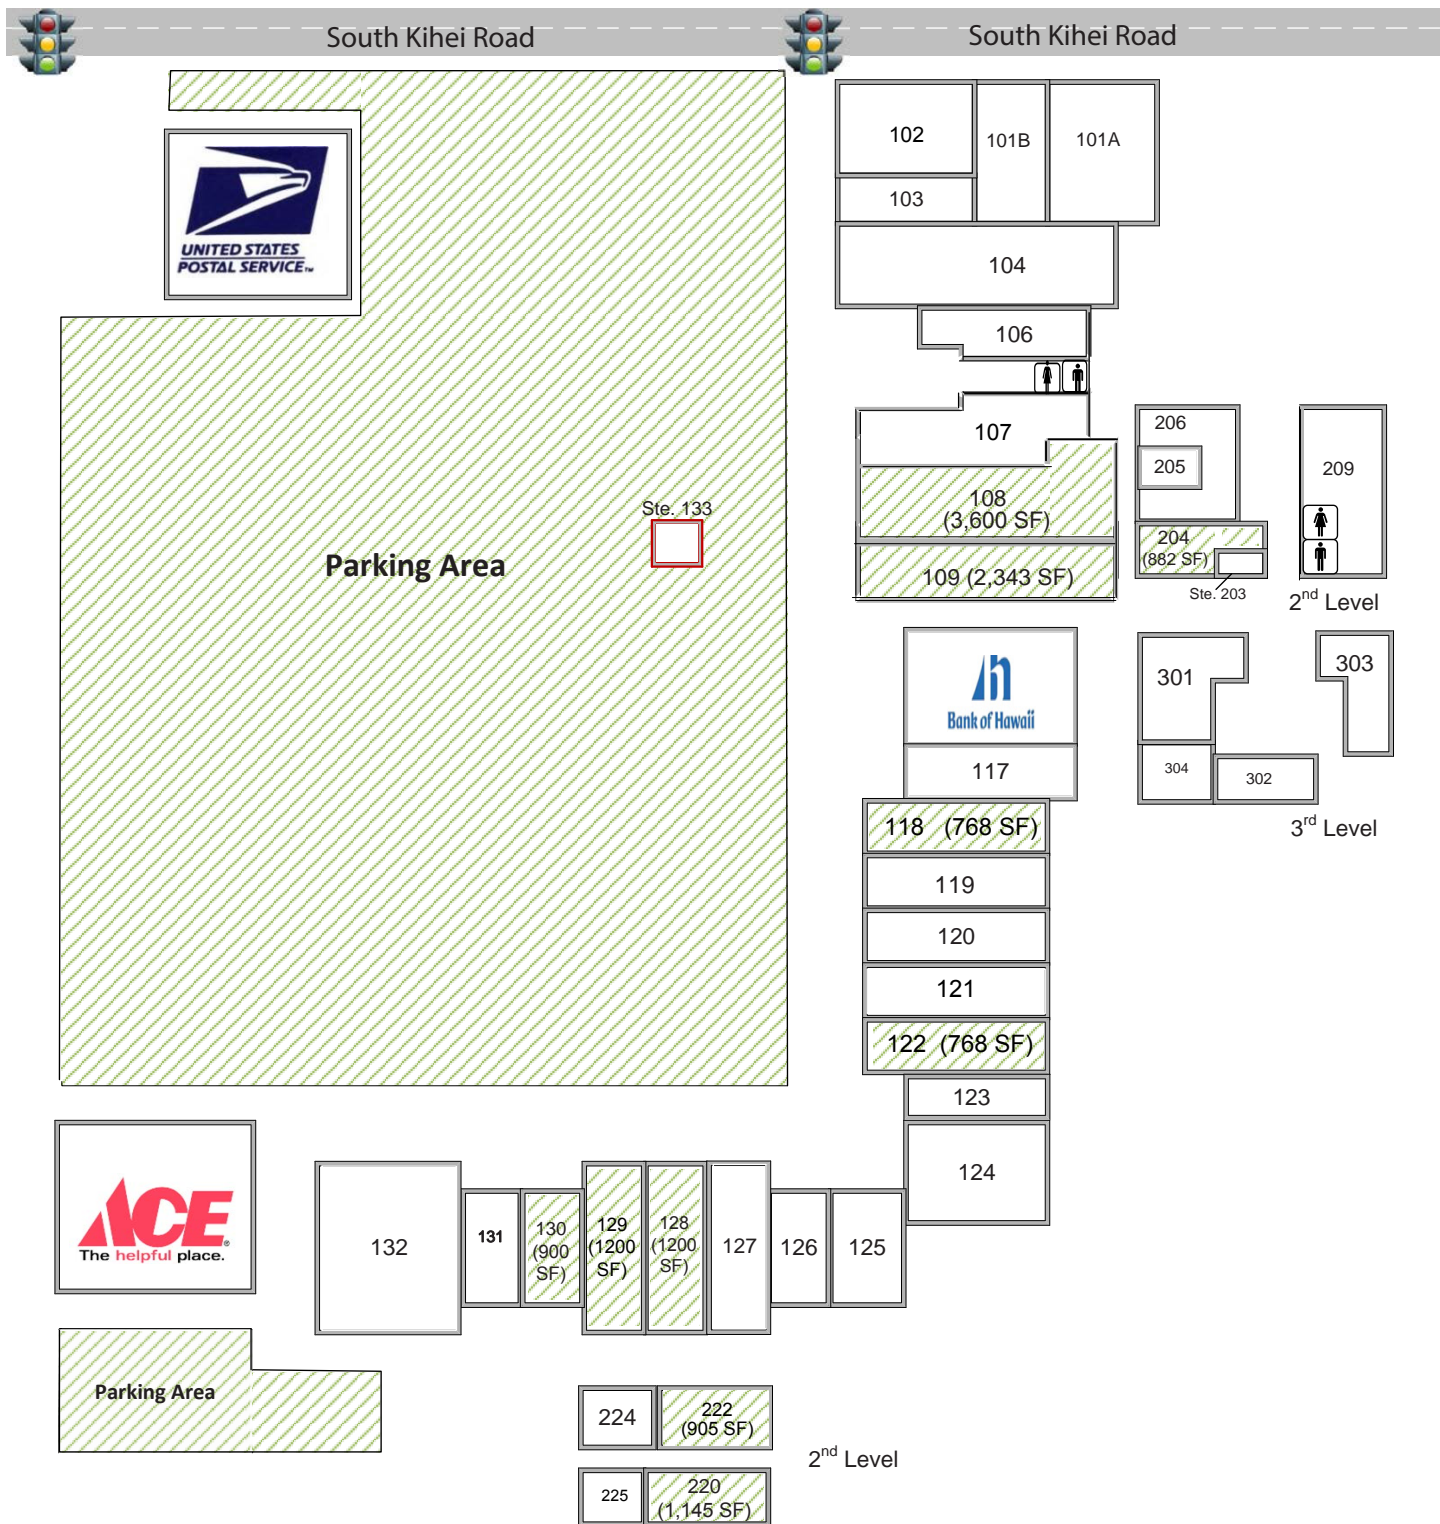 South Kihei Road
South Kihei Road
UNITED STATES
POSTAL SERVICE™
102
101B
101A
103
104
106
107
108
(3,600 SF)
109 (2,343 SF)
206
205
209
204
(882 SF)
Ste. 203
2nd Level
Ste. 133
Parking Area
Bank of Hawaii
117
301
303
304
302
3rd Level
118 (768 SF)
119
120
121
122 (768 SF)
123
124
ACE®
The helpful place.
132
131
130
(900
SF)
129
(1200
SF)
128
(1200
SF)
127
126
125
Parking Area
224
222
(905 SF)
2nd Level
225
220
(1,145 SF)